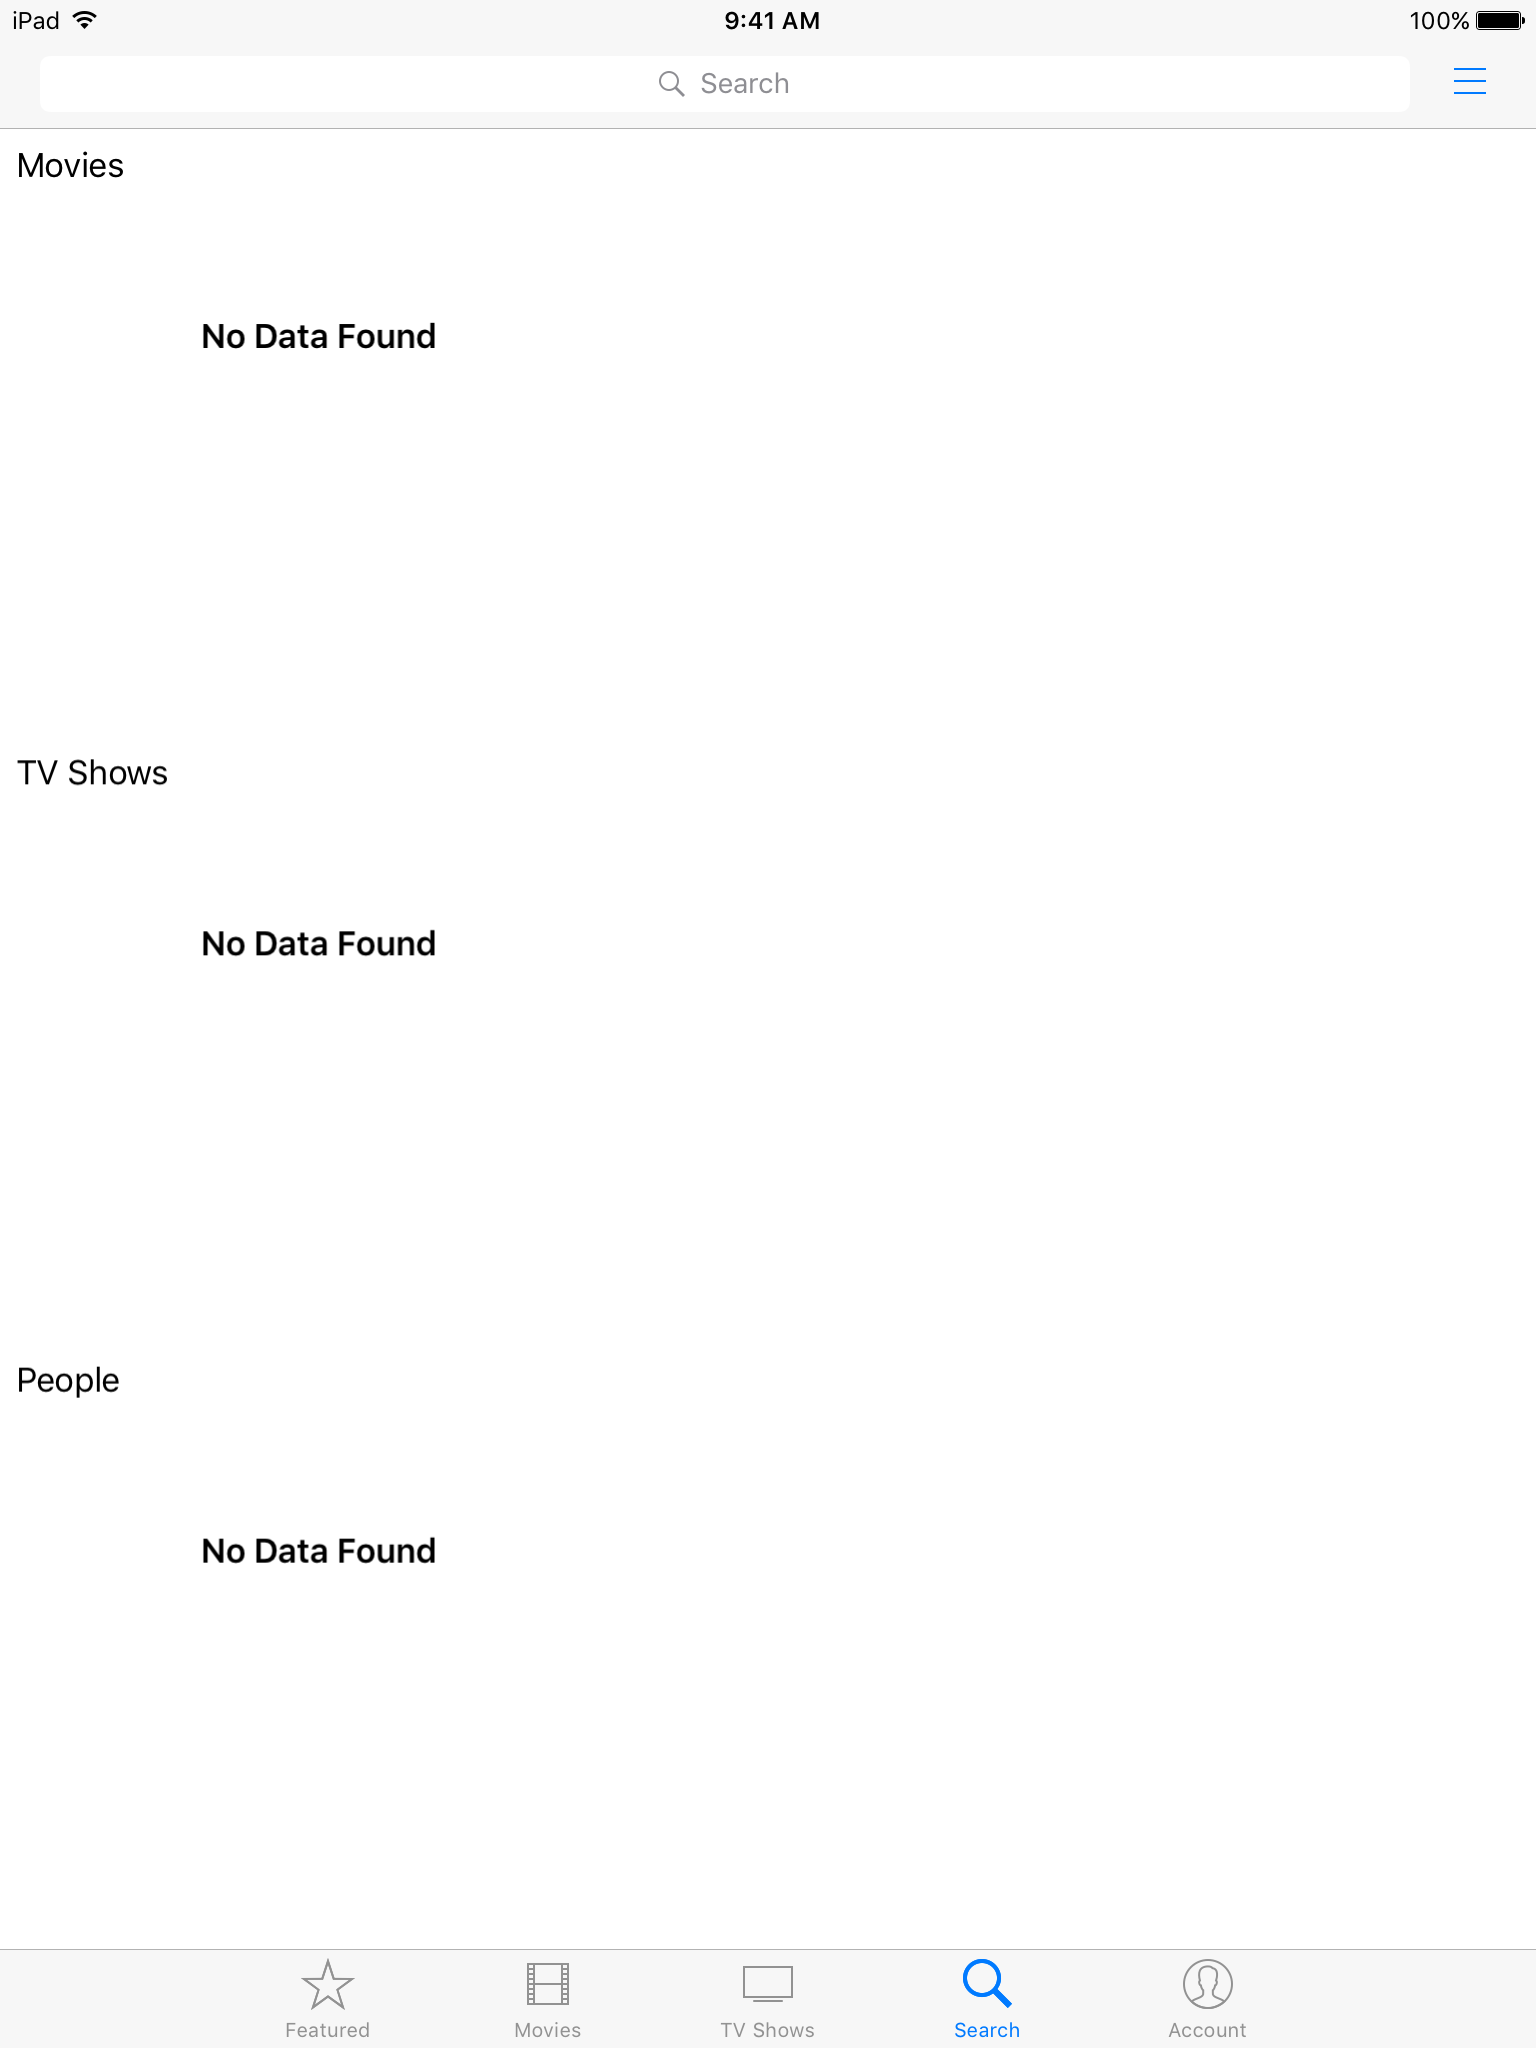 iPad 9:41 AM 100%
Search
Movies
No Data Found
TV Shows
No Data Found
People
No Data Found
Featured Movies TV Shows Search Account